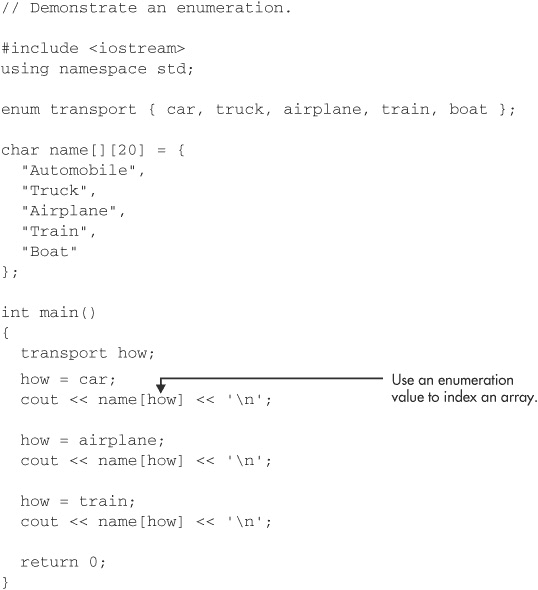 // Demonstrate an enumeration.
#include <iostream>
using namespace std;
enum transport { car, truck, airplane, train, boat };
char name[][20] = {
"Automobile",
"Truck",
"Airplane",
"Train",
"Boat"
};
int main()
{
transport how;
how = car;
cout << name[how] << '\n';
Use an enumeration
value to index an array.
how = airplane;
cout << name[how] << '\n';
how = train;
cout << name[how] << '\n';
return 0;
}